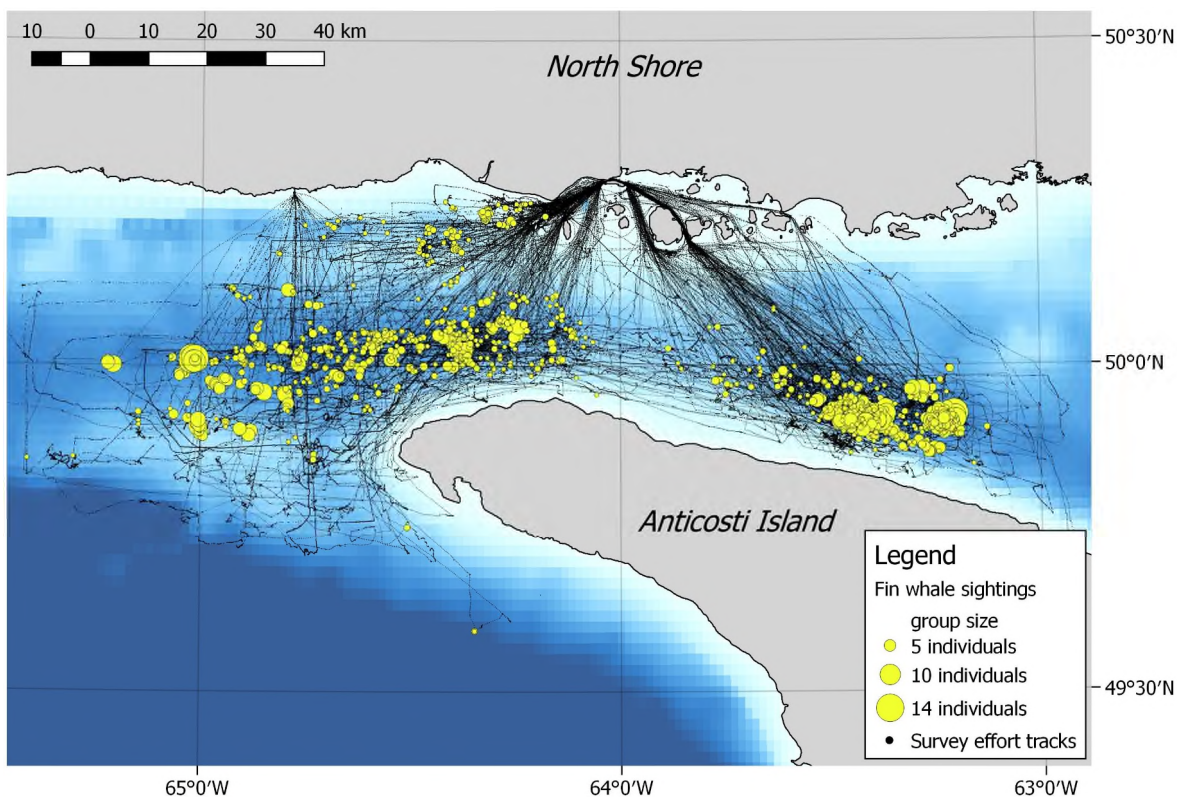 10 0 10 20 30 40 km
North Shore
50°30'N
50°0'N
Anticosti Island
Legend
Fin whale sightings
group size
5 individuals
10 individuals
14 individuals
Survey effort tracks
49°30'N
65°0'W 64°0'W 63°0'W